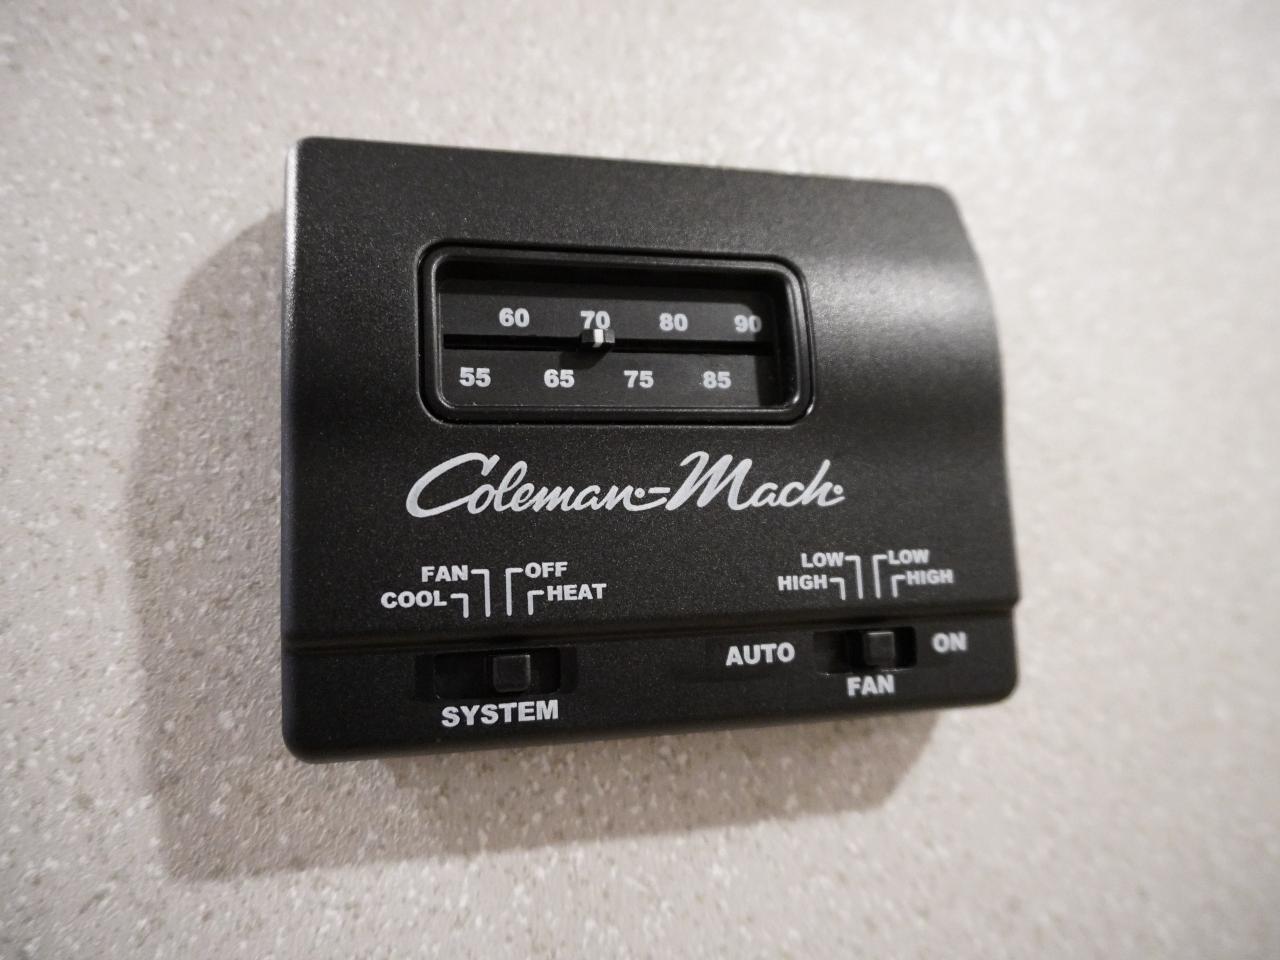 60 70 80 90
55 65 75 85
Coleman-Mach
FAN OFF
COOL HEAT
LOW LOW
HIGH HIGH
AUTO ON
SYSTEM
FAN